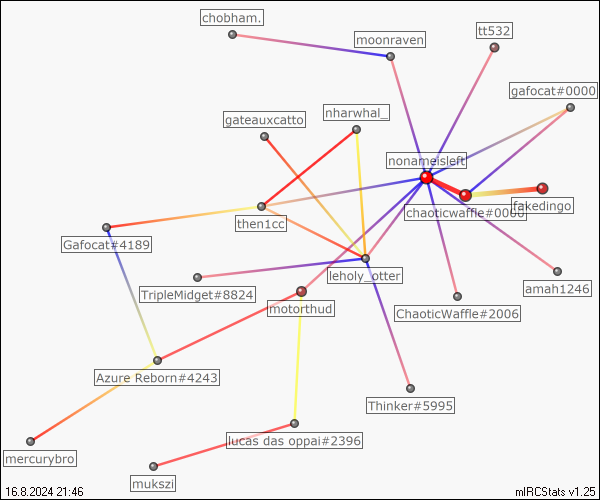 chobham.
moonraven
tt532
gafocat#0000
nharwhal_
gateauxcatto
nonameisleft
chaoticwaffle#0000
fakedingo
then1cc
Gafocat#4189
leholy_otter
TripleMidget#8824
amah1246
motorthud
ChaoticWaffle#2006
Azure Reborn#4243
Thinker#5995
lucas das oppai#2396
mercurybro
mukszi
16.8.2024 21:46
mIRCStats v1.25